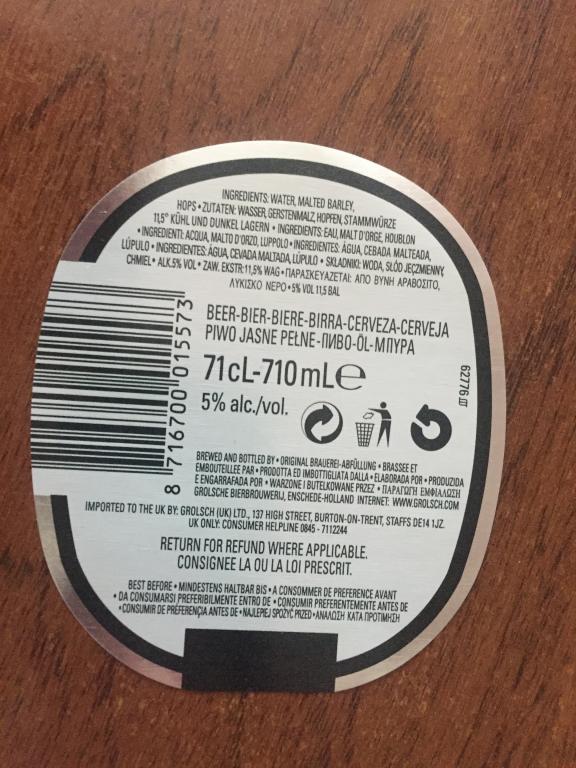 INGREDIENTS: WATER, MALTED BARLEY,
HOPS • ZUTATEN: WASSER, GERSTENMALZ, HOPFEN, STAMMWÜRZE
11,5° KÜHL UND DUNKEL LAGERN • INGREDIENTS: EAU, MALT D'ORGE, HOUBLON
• INGREDIENTI: ACQUA, MALTO D'ORZO, LUPPOLO • INGREDIENTES: ÁGUA, CEBADA MALTEADA,
LÚPULO • INGREDIENTES: ÁGUA, CEVADA MALTADA, LÚPULO • SKŁADNIKI: WODA, SŁÓD JĘCZMIENNY,
CHMIEL • ALK.5% VOL • ZAW. EKSTR:11,5% WAG • ΠΑΡΑΣΚΕΥΑΖΕΤΑΙ: ΑΠΟ ΒΥΝΗ ΑΡΑΒΟΣΙΤΟ,
ΛΥΚΙΣΚΟ ΝΕΡΟ • 5% VOL 11,5 BAL
BEER-BIER-BIERE-BIRRA-CERVEZA-CERVEJA
PIWO JASNE PEŁNE-ПИВО-ÖL-ΜΠΥΡΑ
71cL-710mL℮
5% alc./vol.
62776
8 716700 015573
BREWED AND BOTTLED BY • ORIGINAL BRAUEREI-ABFÜLLUNG • BRASSEE ET
EMBOUTEILLEE PAR • PRODOTTA ED IMBOTTIGLIATA DALLA • ELABORADA POR • PRODUZIDA
E ENGARRAFADA POR • WARZONE I BUTELKOWANE PRZEZ • ΠΑΡΑΓΩΓΗ ΕΜΦΙΑΛΩΣΗ
GROLSCHE BIERBROUWERIJ, ENSCHEDE-HOLLAND INTERNET: WWW.GROLSCH.COM
IMPORTED TO THE UK BY: GROLSCH (UK) LTD., 137 HIGH STREET, BURTON-ON-TRENT, STAFFS DE14 1JZ.
UK ONLY: CONSUMER HELPLINE 0845 - 7112244
RETURN FOR REFUND WHERE APPLICABLE.
CONSIGNEE LA OU LA LOI PRESCRIT.
BEST BEFORE • MINDESTENS HALTBAR BIS • A CONSOMMER DE PREFERENCE AVANT
• DA CONSUMARSI PREFERIBILMENTE ENTRO DE • CONSUMIR PREFERENTEMENTE ANTES DE
• CONSUMIR DE PREFERENÇIA ANTES DE • NAJLEPIEJ SPOŻYĆ PRZED • ΑΝΑΛΩΣΗ ΚΑΤΑ ΠΡΟΤΙΜΗΣΗ